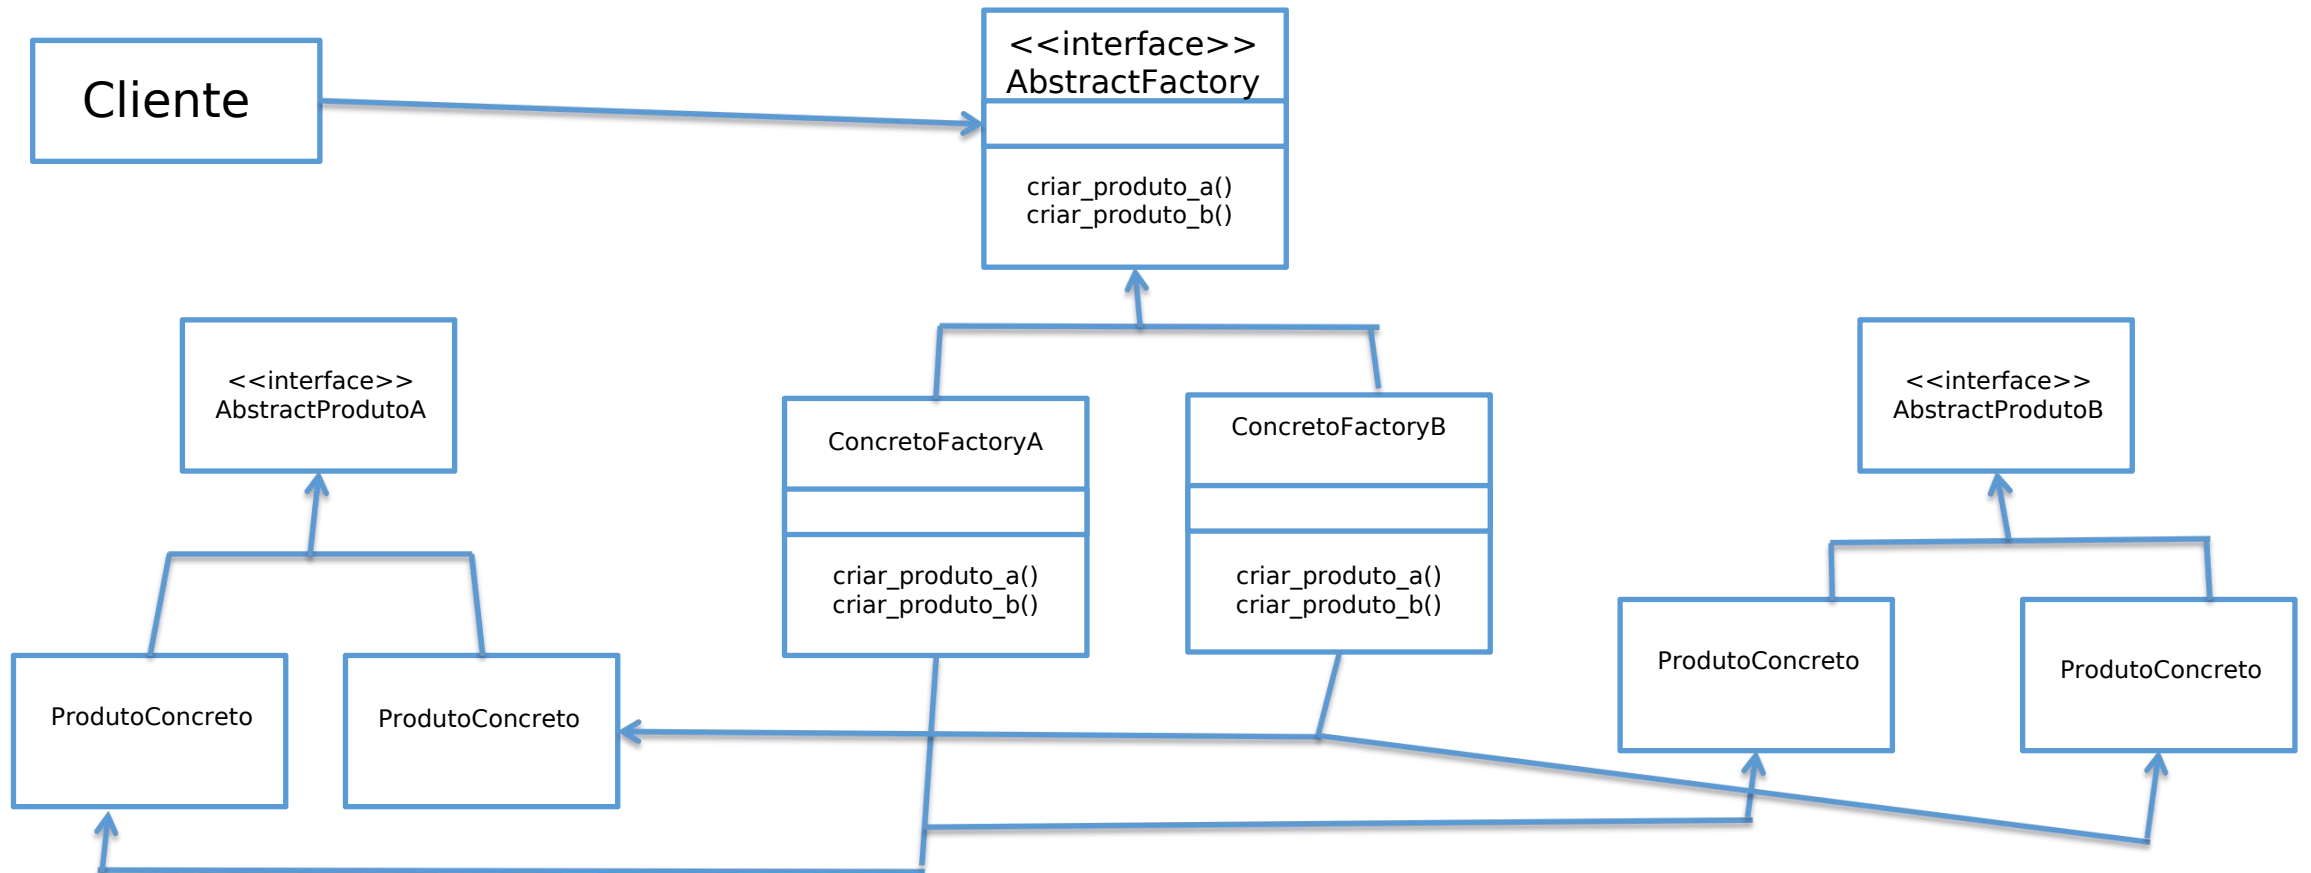 <<interface>>
AbstractFactory
Cliente
criar_produto_a()
criar_produto_b()
<<interface>>
AbstractProdutoA
<<interface>>
AbstractProdutoB
ConcretoFactoryA
ConcretoFactoryB
criar_produto_a()
criar_produto_b()
criar_produto_a()
criar_produto_b()
ProdutoConcreto
ProdutoConcreto
ProdutoConcreto
ProdutoConcreto